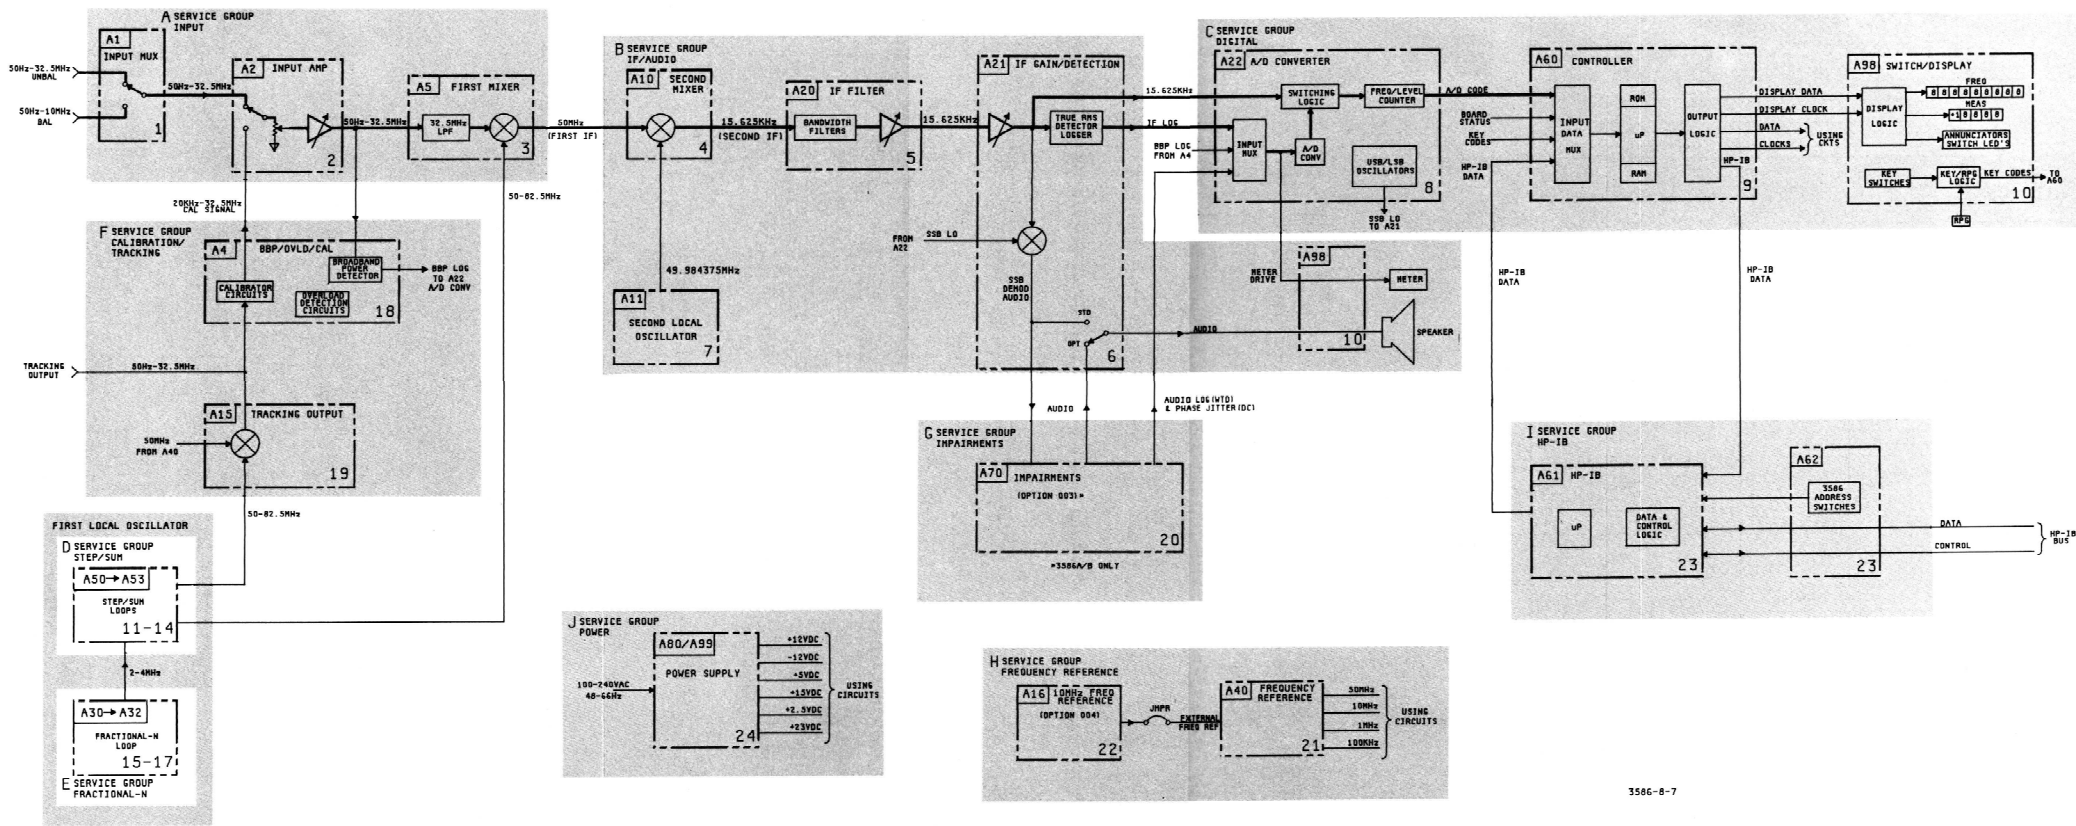 A SERVICE GROUP
INPUT
A1
INPUT MUX
50Hz-32.5MHz
UNBAL
50Hz-10MHz
BAL
1
50Hz-32.5MHz
A2 INPUT AMP
2
50Hz-32.5MHz
A5 FIRST MIXER
32.5MHz
LPF
3
50MHz
(FIRST IF)
50-82.5MHz
20KHz-32.5MHz
CAL SIGNAL
B SERVICE GROUP
IF/AUDIO
A10 SECOND
MIXER
4
15.625KHz
(SECOND IF)
A20 IF FILTER
BANDWIDTH
FILTERS
5
15.625KHz
A21 IF GAIN/DETECTION
TRUE RMS
DETECTOR
LOGGER
15.625KHz
IF LOG
BBP LOG
FROM A4
FROM
A22
SSB LO
SSB
DEMOD
AUDIO
STD
OPT
6
49.984375MHz
A11
SECOND LOCAL
OSCILLATOR
7
AUDIO
METER
DRIVE
A98
METER
SPEAKER
10
C SERVICE GROUP
DIGITAL
A22 A/D CONVERTER
SWITCHING
LOGIC
FREQ/LEVEL
COUNTER
INPUT
MUX
A/D
CONV
USB/LSB
OSCILLATORS
8
SSB LO
TO A21
A/D CODE
BOARD
STATUS
KEY
CODES
HP-IB
DATA
A60 CONTROLLER
INPUT
DATA
MUX
ROM
uP
RAM
OUTPUT
LOGIC
9
DISPLAY DATA
DISPLAY CLOCK
DATA
CLOCKS
USING
CKTS
HP-IB
A98 SWITCH/DISPLAY
FREQ
8 8 8 8 8 8 8 8 8
MEAS
+1 8 8 8 8
DISPLAY
LOGIC
ANNUNCIATORS
SWITCH LED'S
KEY
SWITCHES
KEY/RPG
LOGIC
KEY CODES
TO
A60
10
RPG
HP-IB
DATA
HP-IB
DATA
F SERVICE GROUP
CALIBRATION/
TRACKING
A4 BBP/OVLD/CAL
BROADBAND
POWER
DETECTOR
CALIBRATOR
CIRCUITS
OVERLOAD
DETECTION
CIRCUITS
18
BBP LOG
TO A22
A/D CONV
TRACKING
OUTPUT
50Hz-32.5MHz
A15 TRACKING OUTPUT
50MHz
FROM A40
19
50-82.5MHz
AUDIO
AUDIO LOG(WTD)
& PHASE JITTER(DC)
G SERVICE GROUP
IMPAIRMENTS
A70 IMPAIRMENTS
(OPTION 003)*
20
*3586A/B ONLY
I SERVICE GROUP
HP-IB
A61 HP-IB
uP
DATA &
CONTROL
LOGIC
23
A62
3586
ADDRESS
SWITCHES
23
DATA
CONTROL
HP-IB
BUS
FIRST LOCAL OSCILLATOR
D SERVICE GROUP
STEP/SUM
A50→A53
STEP/SUM
LOOPS
11-14
2-4MHz
A30→A32
FRACTIONAL-N
LOOP
15-17
E SERVICE GROUP
FRACTIONAL-N
J SERVICE GROUP
POWER
A80/A99
POWER SUPPLY
100-240VAC
48-66Hz
24
+12VDC
-12VDC
+5VDC
+15VDC
+2.5VDC
+23VDC
USING
CIRCUITS
H SERVICE GROUP
FREQUENCY REFERENCE
A16 10MHz FREQ
REFERENCE
(OPTION 004)
22
JMPR
EXTERNAL
FREQ REF
A40 FREQUENCY
REFERENCE
21
50MHz
10MHz
1MHz
100KHz
USING
CIRCUITS
3586-8-7